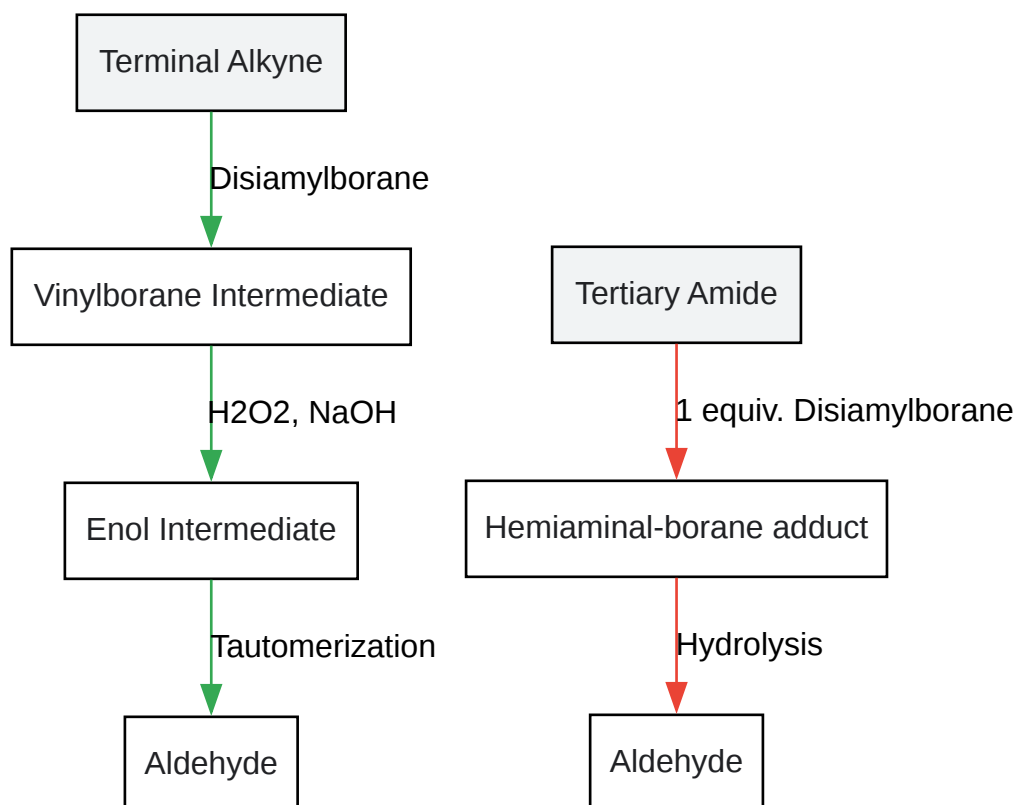 Terminal Alkyne
Disiamylborane
Vinylborane Intermediate
H2O2, NaOH
Enol Intermediate
Tautomerization
Aldehyde
Tertiary Amide
1 equiv. Disiamylborane
Hemiaminal-borane adduct
Hydrolysis
Aldehyde